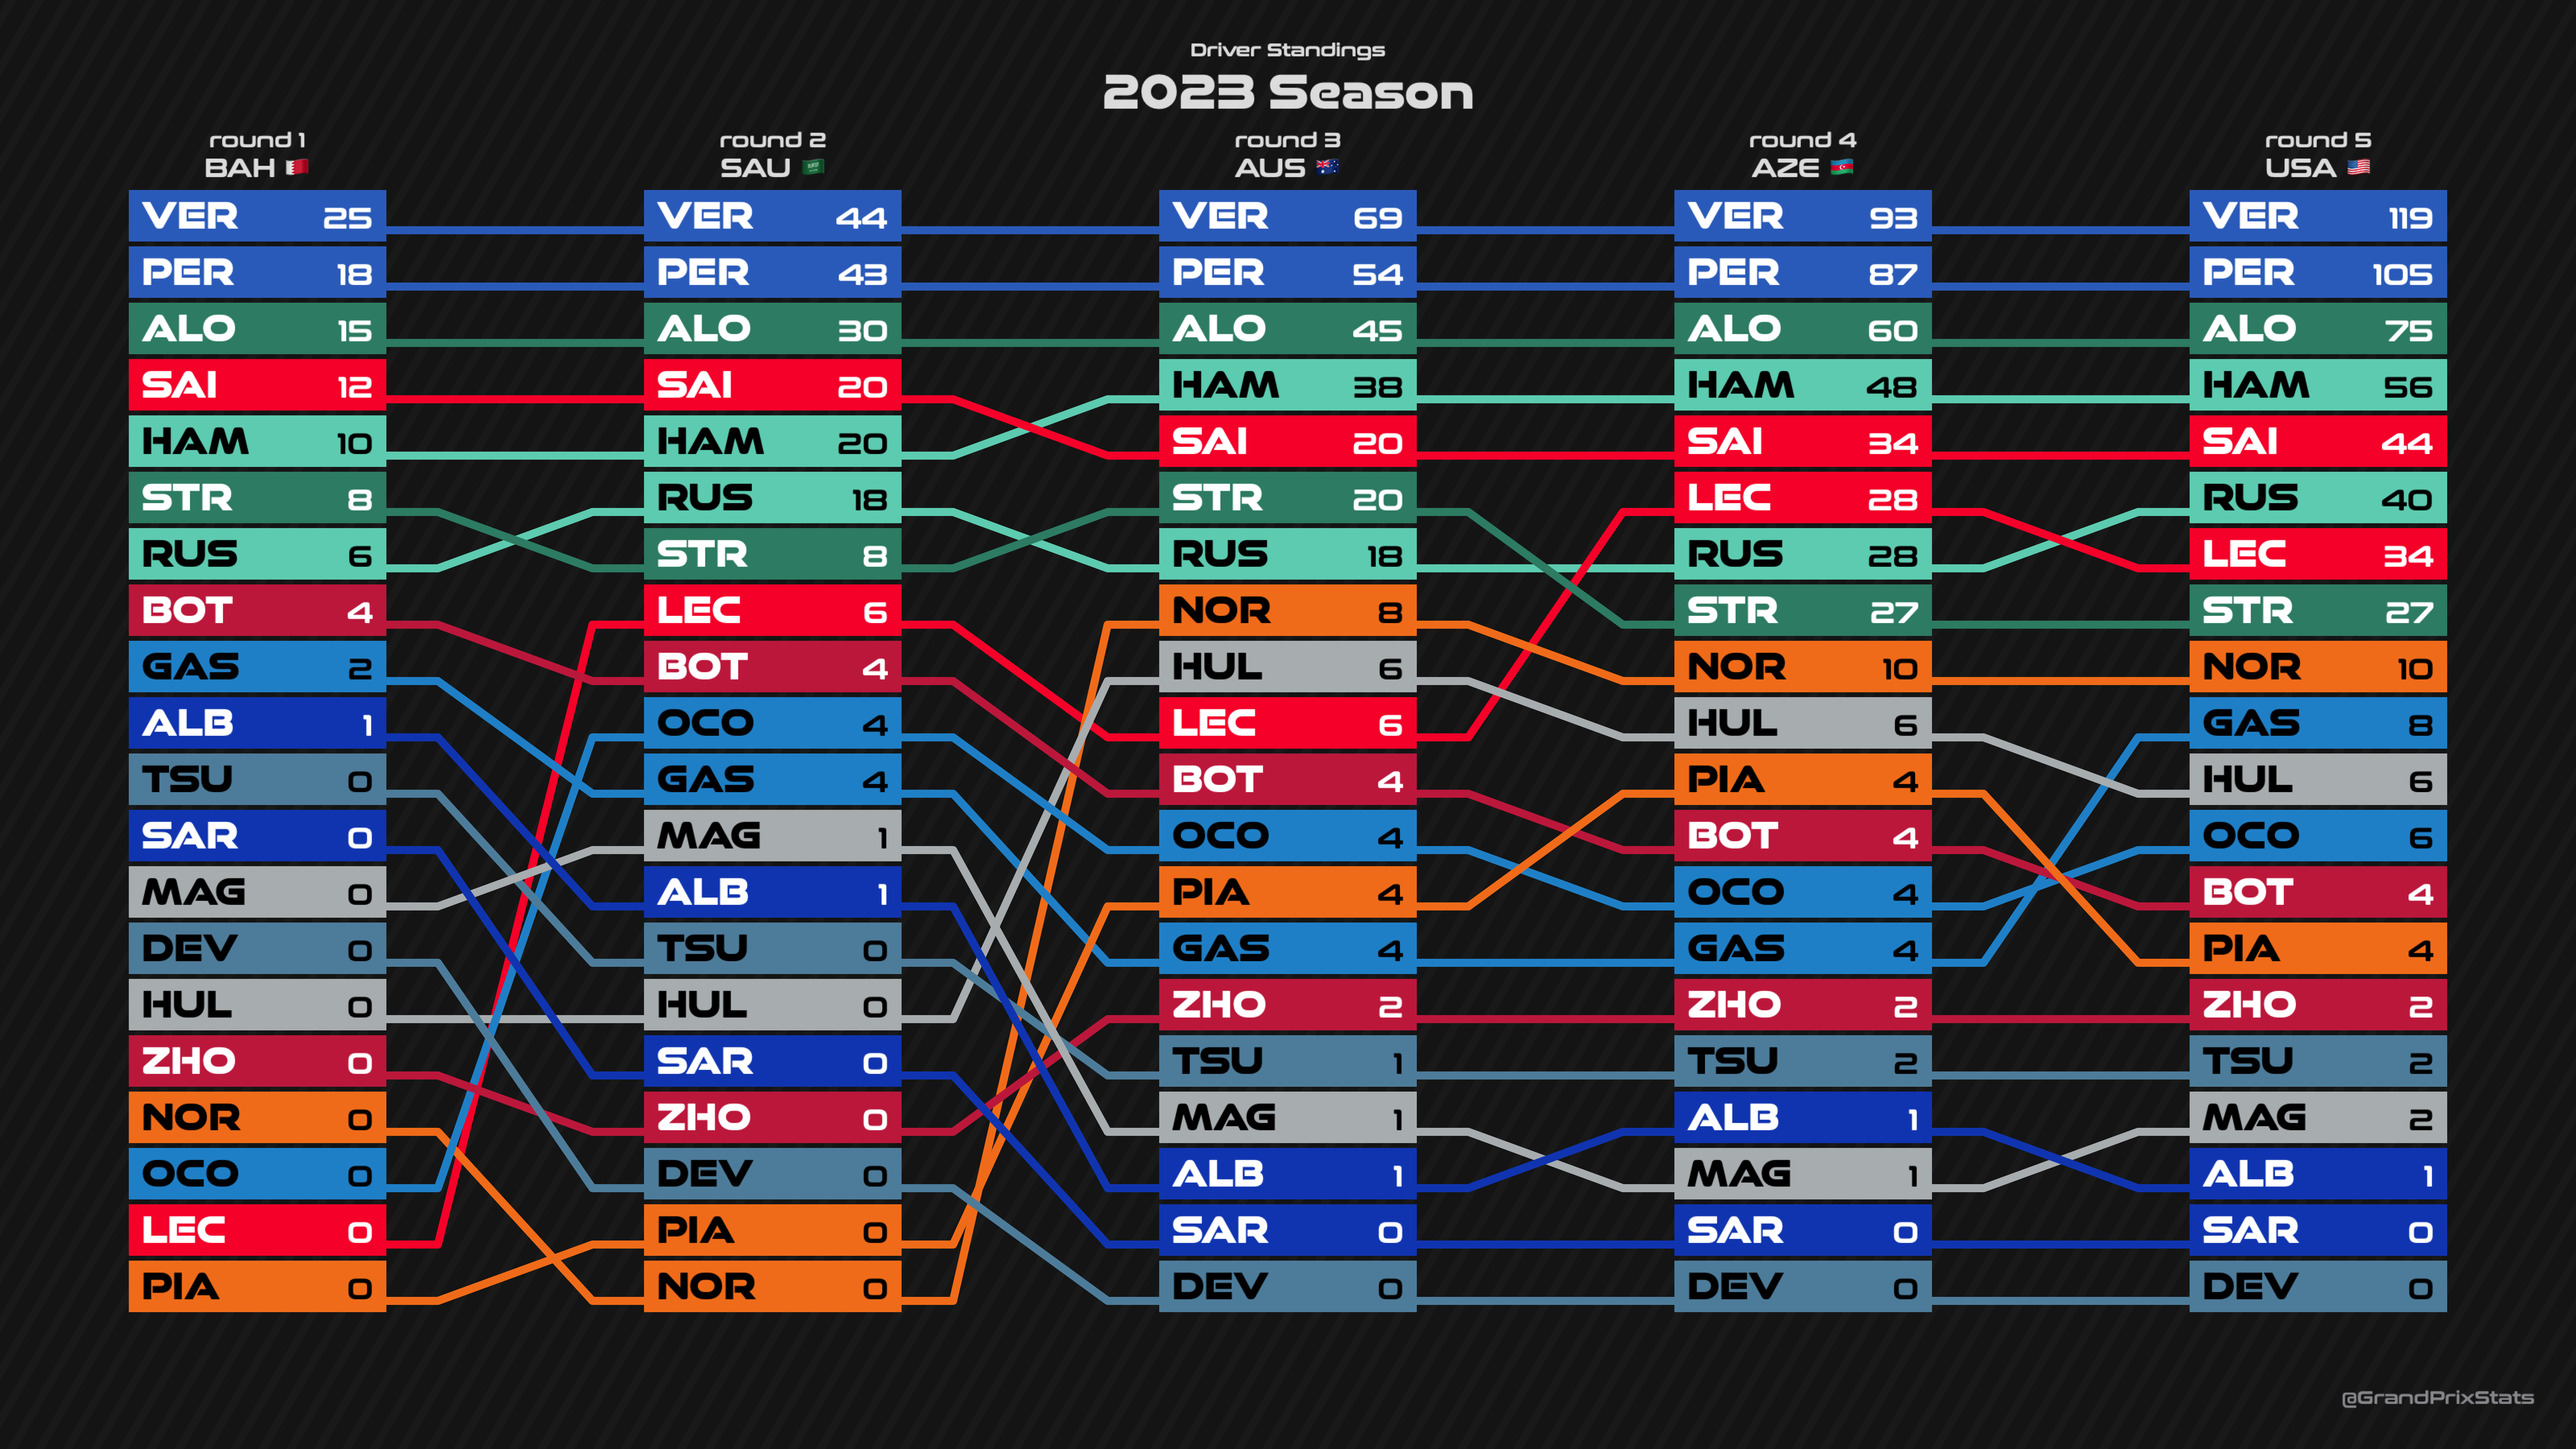 Driver Standings
2023 Season
round 1 round 2 round 3 round 4 round 5
BAH SAU AUS AZE USA
VER 25 VER 44 VER 69 VER 93 VER 119
PER 18 PER 43 PER 54 PER 87 PER 105
ALO 15 ALO 30 ALO 45 ALO 60 ALO 75
SAI 12 SAI 20 HAM 38 HAM 48 HAM 56
HAM 10 HAM 20 SAI 20 SAI 34 SAI 44
STR 8 RUS 18 STR 20 LEC 28 RUS 40
RUS 6 STR 8 RUS 18 RUS 28 LEC 34
BOT 4 LEC 6 NOR 8 STR 27 STR 27
GAS 2 BOT 4 HUL 6 NOR 10 NOR 10
ALB 1 OCO 4 LEC 6 HUL 6 GAS 8
TSU 0 GAS 4 BOT 4 PIA 4 HUL 6
SAR 0 MAG 1 OCO 4 BOT 4 OCO 6
MAG 0 ALB 1 PIA 4 OCO 4 BOT 4
DEV 0 TSU 0 GAS 4 GAS 4 PIA 4
HUL 0 HUL 0 ZHO 2 ZHO 2 ZHO 2
ZHO 0 SAR 0 TSU 1 TSU 2 TSU 2
NOR 0 ZHO 0 MAG 1 ALB 1 MAG 2
OCO 0 DEV 0 ALB 1 MAG 1 ALB 1
LEC 0 PIA 0 SAR 0 SAR 0 SAR 0
PIA 0 NOR 0 DEV 0 DEV 0 DEV 0
@GrandPrixStats